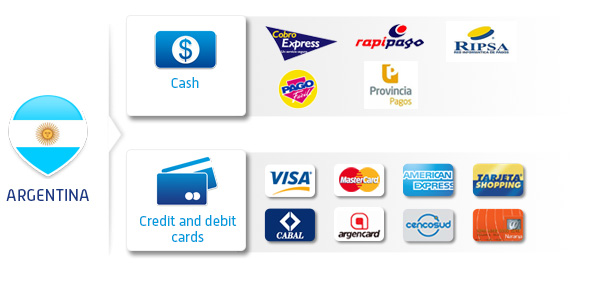 ARGENTINA
$
Cash
Cobro
Express
rapipago
RIPSA
PAGO
Fácil
Provincia
Pagos
Credit and debit
cards
VISA
MasterCard
AMERICAN
EXPRESS
TARJETA
SHOPPING
CABAL
argencard
cencosud
Naranja